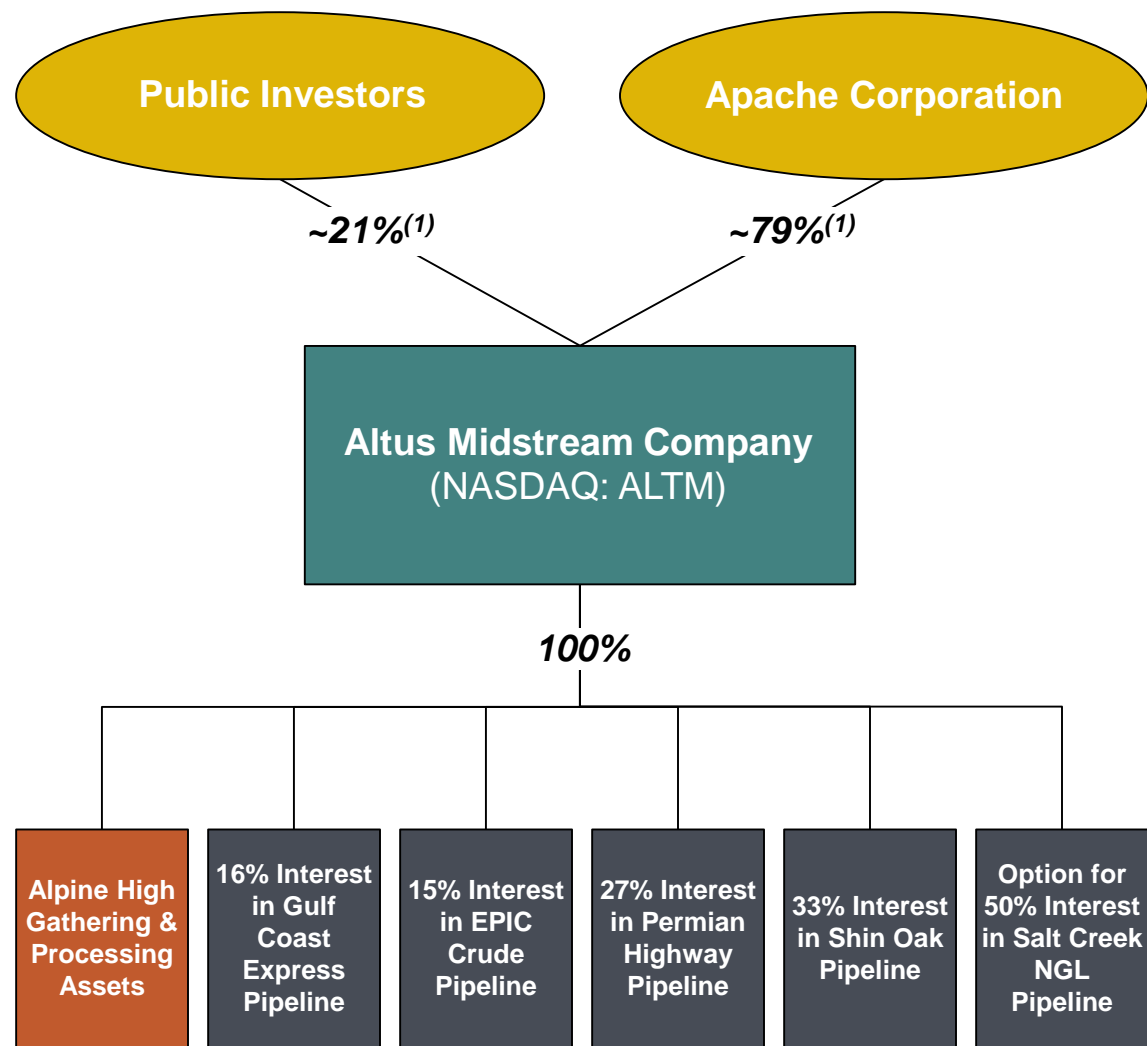 Public Investors
Apache Corporation
~21%(1)
~79%(1)
Altus Midstream Company
(NASDAQ: ALTM)
100%
Alpine High
Gathering &
Processing
Assets
16% Interest
in Gulf
Coast
Express
Pipeline
15% Interest
in EPIC
Crude
Pipeline
27% Interest
in Permian
Highway
Pipeline
33% Interest
in Shin Oak
Pipeline
Option for
50% Interest
in Salt Creek
NGL
Pipeline